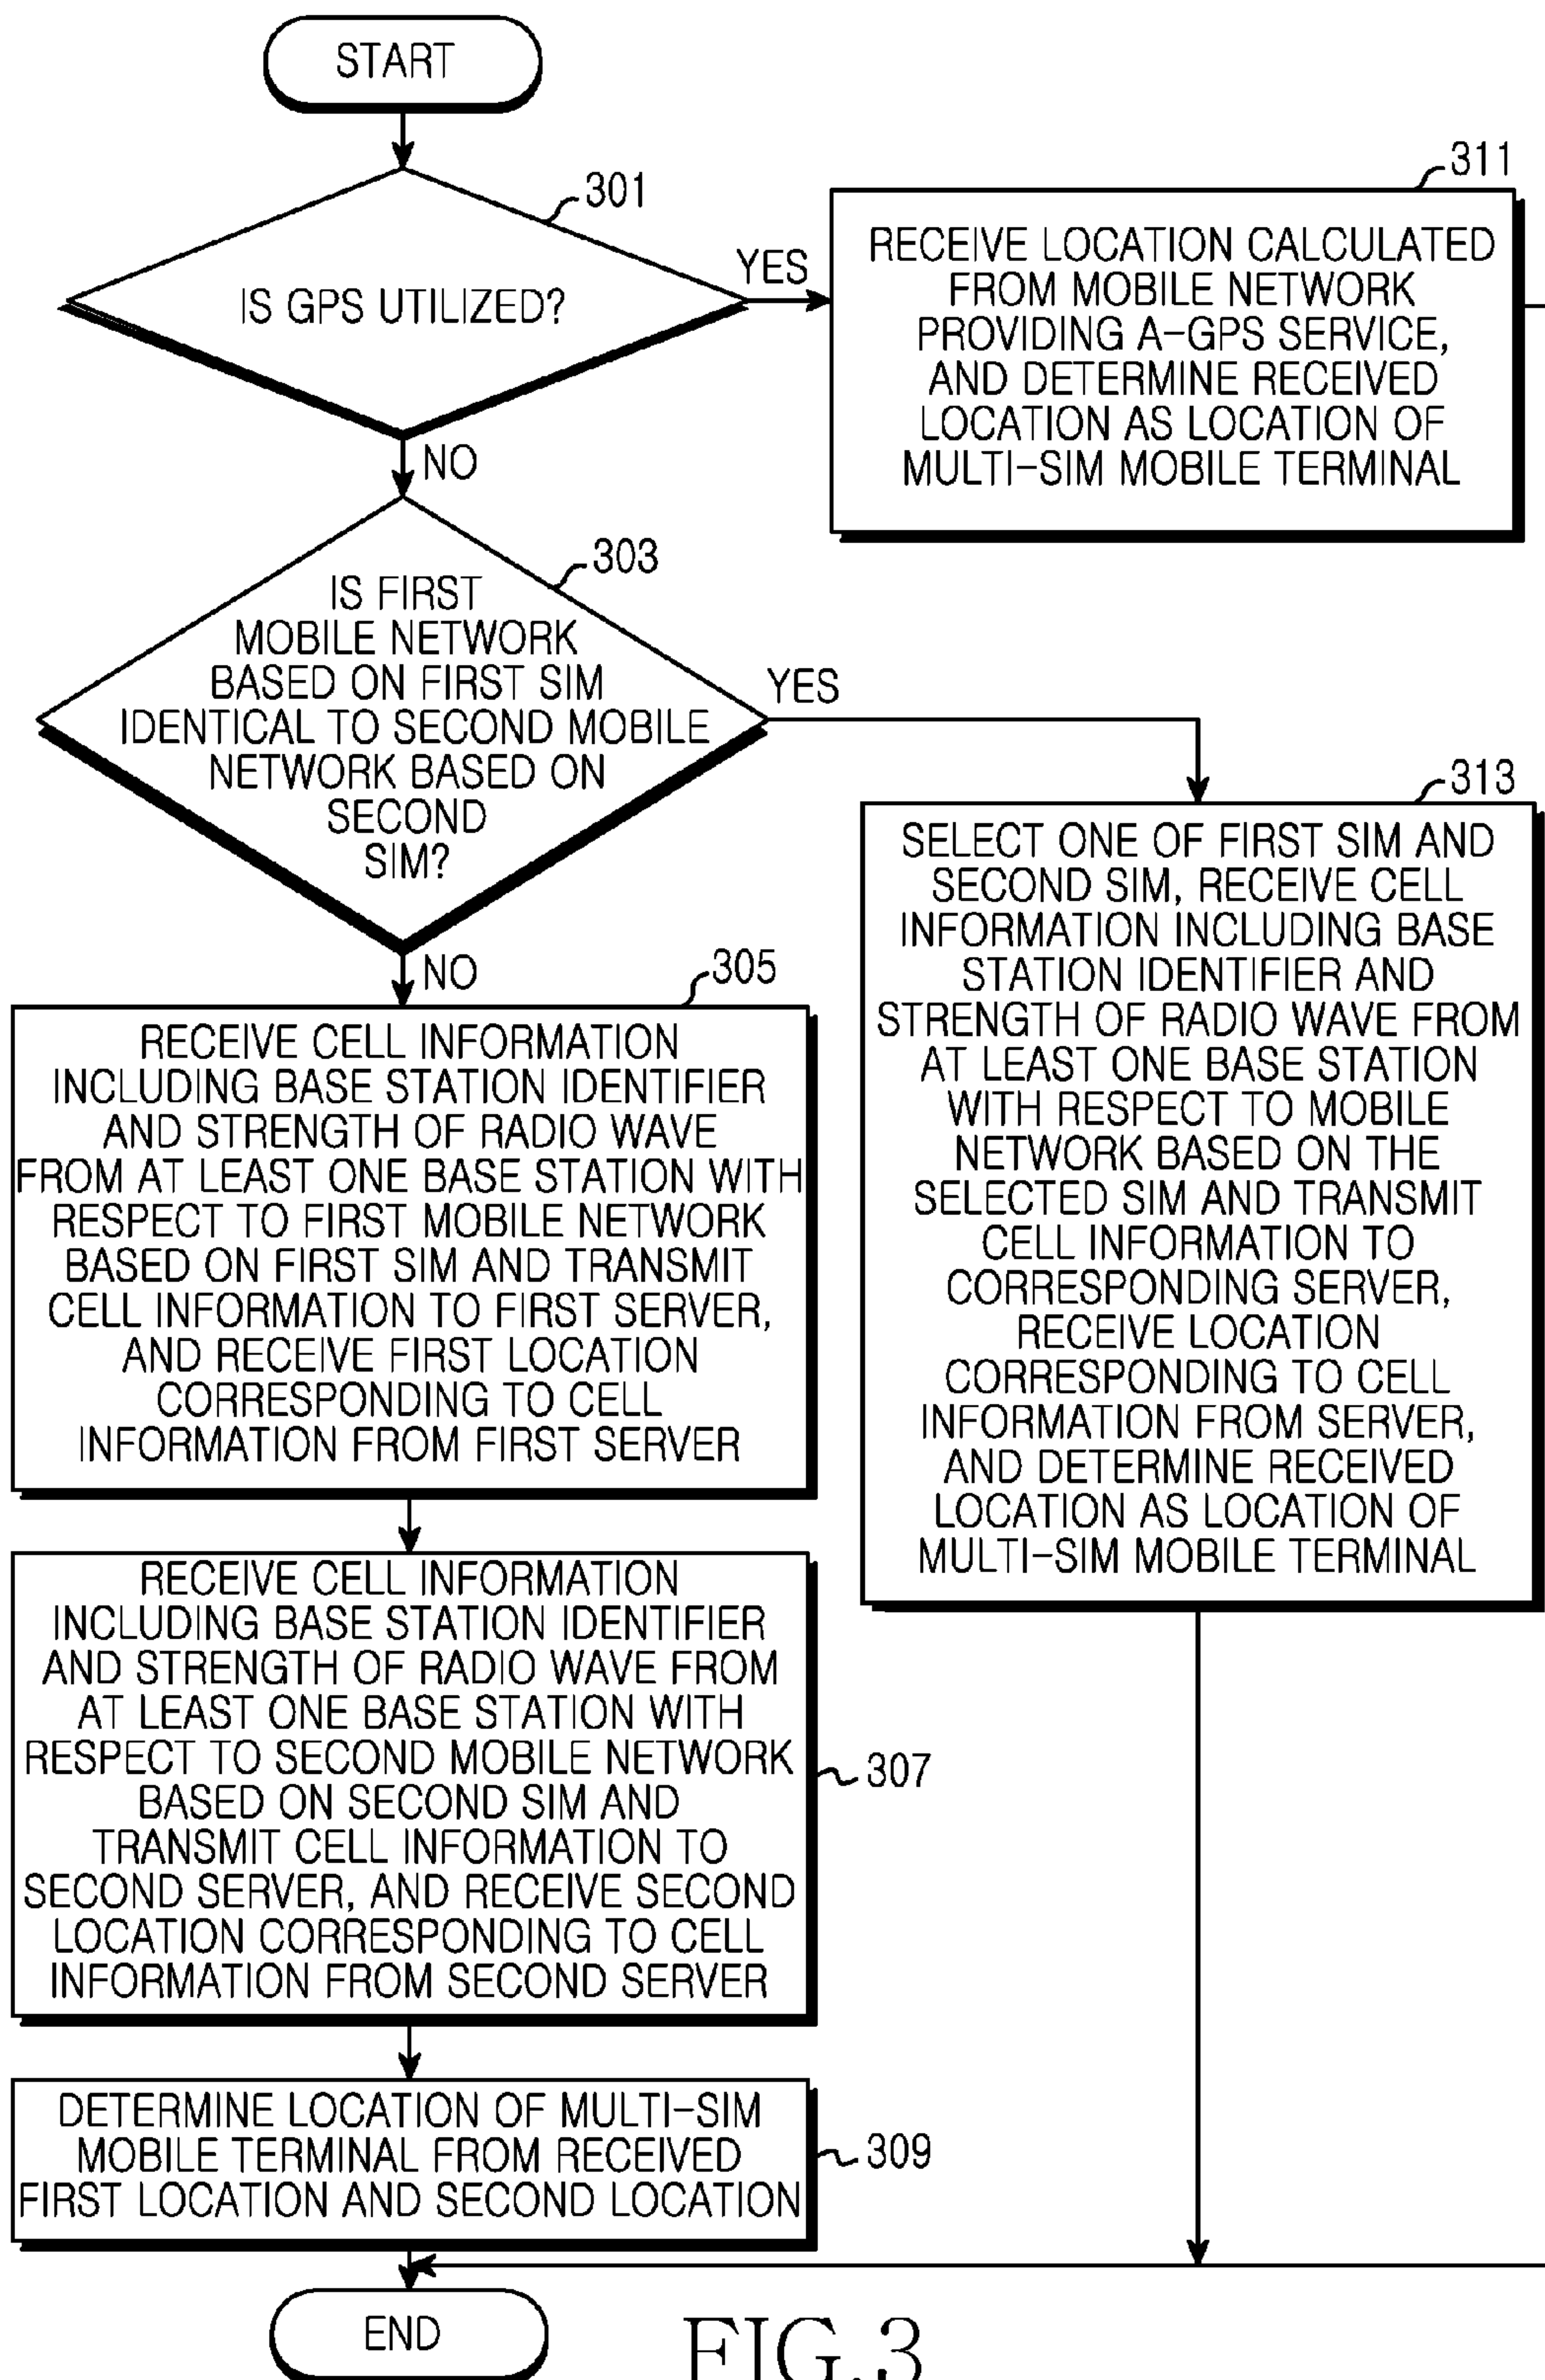 START
301
IS GPS UTILIZED?
YES
NO
311
RECEIVE LOCATION CALCULATED
FROM MOBILE NETWORK
PROVIDING A-GPS SERVICE,
AND DETERMINE RECEIVED
LOCATION AS LOCATION OF
MULTI-SIM MOBILE TERMINAL
303
IS FIRST
MOBILE NETWORK
BASED ON FIRST SIM
IDENTICAL TO SECOND MOBILE
NETWORK BASED ON
SECOND
SIM?
YES
NO
313
SELECT ONE OF FIRST SIM AND
SECOND SIM, RECEIVE CELL
INFORMATION INCLUDING BASE
STATION IDENTIFIER AND
STRENGTH OF RADIO WAVE FROM
AT LEAST ONE BASE STATION
WITH RESPECT TO MOBILE
NETWORK BASED ON THE
SELECTED SIM AND TRANSMIT
CELL INFORMATION TO
CORRESPONDING SERVER,
RECEIVE LOCATION
CORRESPONDING TO CELL
INFORMATION FROM SERVER,
AND DETERMINE RECEIVED
LOCATION AS LOCATION OF
MULTI-SIM MOBILE TERMINAL
305
RECEIVE CELL INFORMATION
INCLUDING BASE STATION IDENTIFIER
AND STRENGTH OF RADIO WAVE
FROM AT LEAST ONE BASE STATION WITH
RESPECT TO FIRST MOBILE NETWORK
BASED ON FIRST SIM AND TRANSMIT
CELL INFORMATION TO FIRST SERVER,
AND RECEIVE FIRST LOCATION
CORRESPONDING TO CELL
INFORMATION FROM FIRST SERVER
RECEIVE CELL INFORMATION
INCLUDING BASE STATION IDENTIFIER
AND STRENGTH OF RADIO WAVE FROM
AT LEAST ONE BASE STATION WITH
RESPECT TO SECOND MOBILE NETWORK
BASED ON SECOND SIM AND
TRANSMIT CELL INFORMATION TO
SECOND SERVER, AND RECEIVE SECOND
LOCATION CORRESPONDING TO CELL
INFORMATION FROM SECOND SERVER
307
DETERMINE LOCATION OF MULTI-SIM
MOBILE TERMINAL FROM RECEIVED
FIRST LOCATION AND SECOND LOCATION
309
END
FIG.3